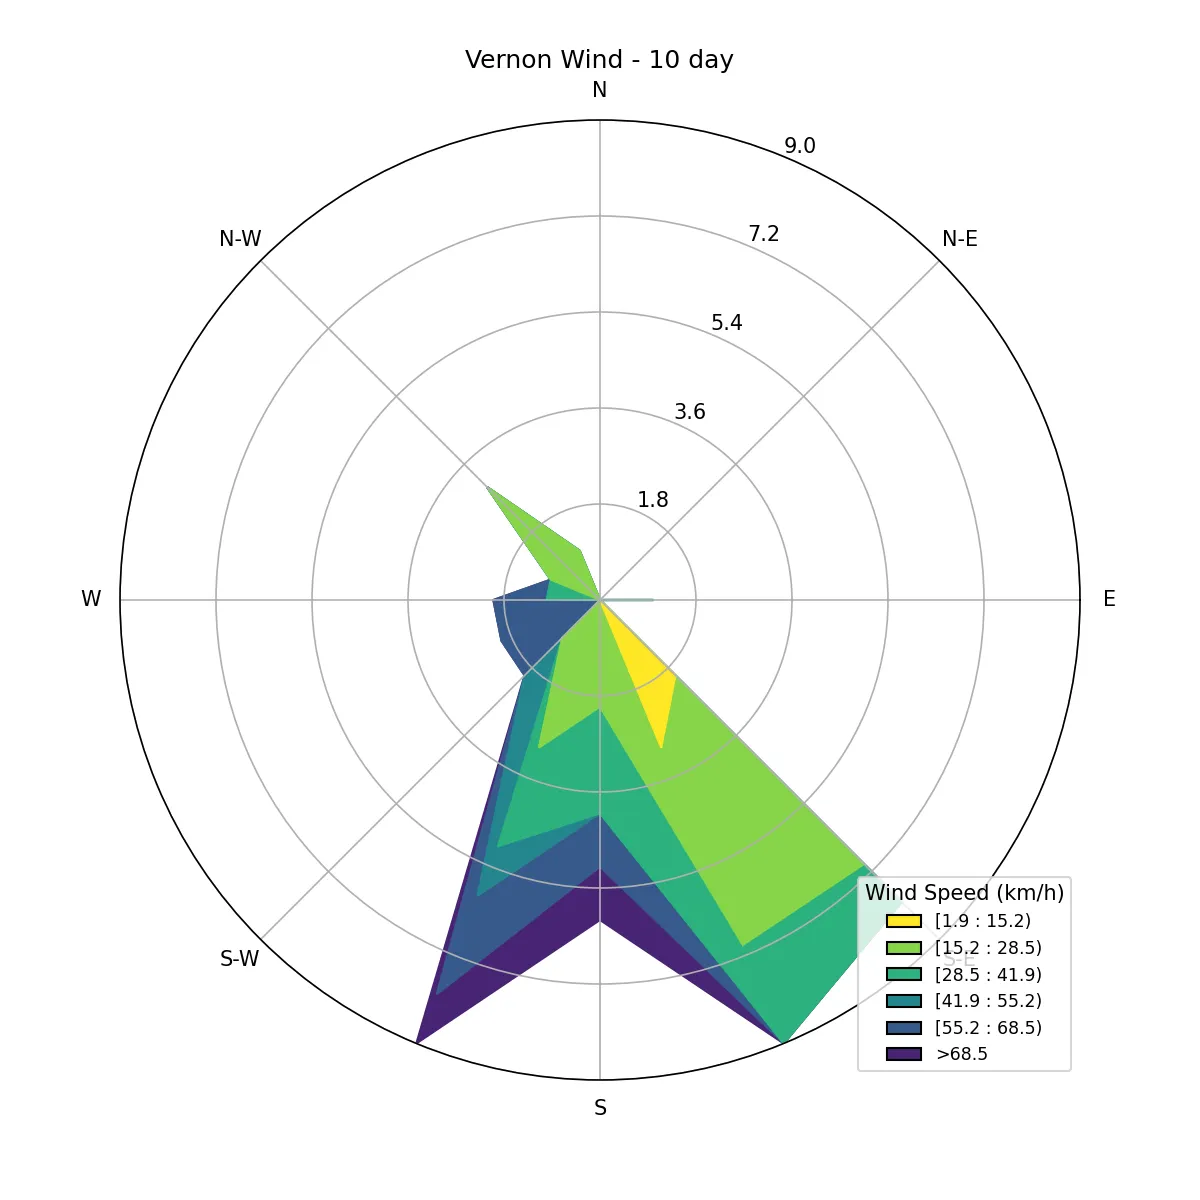 Vernon Wind - 10 day
N
9.0
N-W
7.2
N-E
5.4
3.6
1.8
W
E
Wind Speed (km/h)
[1.9 : 15.2)
[15.2 : 28.5)
S-W
S-E
[28.5 : 41.9)
[41.9 : 55.2)
[55.2 : 68.5)
>68.5
S